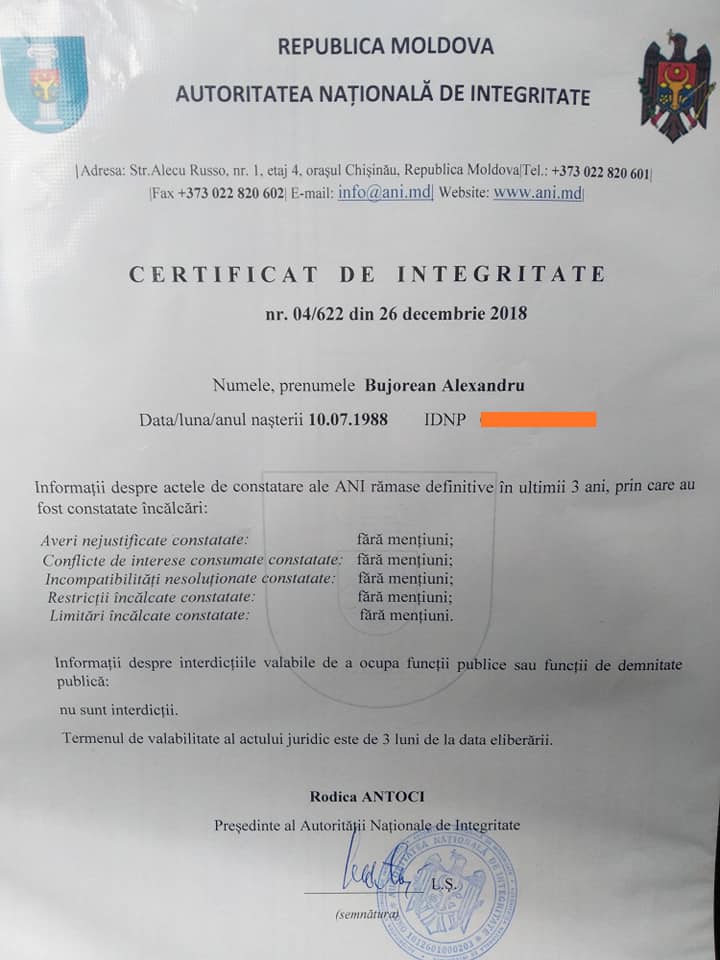 REPUBLICA MOLDOVA
AUTORITATEA NAȚIONALĂ DE INTEGRITATE
|Adresa: Str.Alecu Russo, nr. 1, etaj 4, orașul Chișinău, Republica Moldova|Tel.: +373 022 820 601|
|Fax +373 022 820 602| E-mail: info@ani.md| Website: www.ani.md|
CERTIFICAT DE INTEGRITATE
nr. 04/622 din 26 decembrie 2018
Numele, prenumele Bujorean Alexandru
Data/luna/anul nașterii 10.07.1988 IDNP
Informații despre actele de constatare ale ANI rămase definitive în ultimii 3 ani, prin care au
fost constatate încălcări:
Averi nejustificate constatate: fără mențiuni;
Conflicte de interese consumate constatate: fără mențiuni;
Incompatibilități nesoluționate constatate: fără mențiuni;
Restricții încălcate constatate: fără mențiuni;
Limitări încălcate constatate: fără mențiuni.
Informații despre interdicțiile valabile de a ocupa funcții publice sau funcții de demnitate
publică:
nu sunt interdicții.
Termenul de valabilitate al actului juridic este de 3 luni de la data eliberării.
Rodica ANTOCI
Președinte al Autorității Naționale de Integritate
L.Ș.
(semnătura)
AUTORITATEA NAȚIONALĂ DE INTEGRITATE
1012601000203